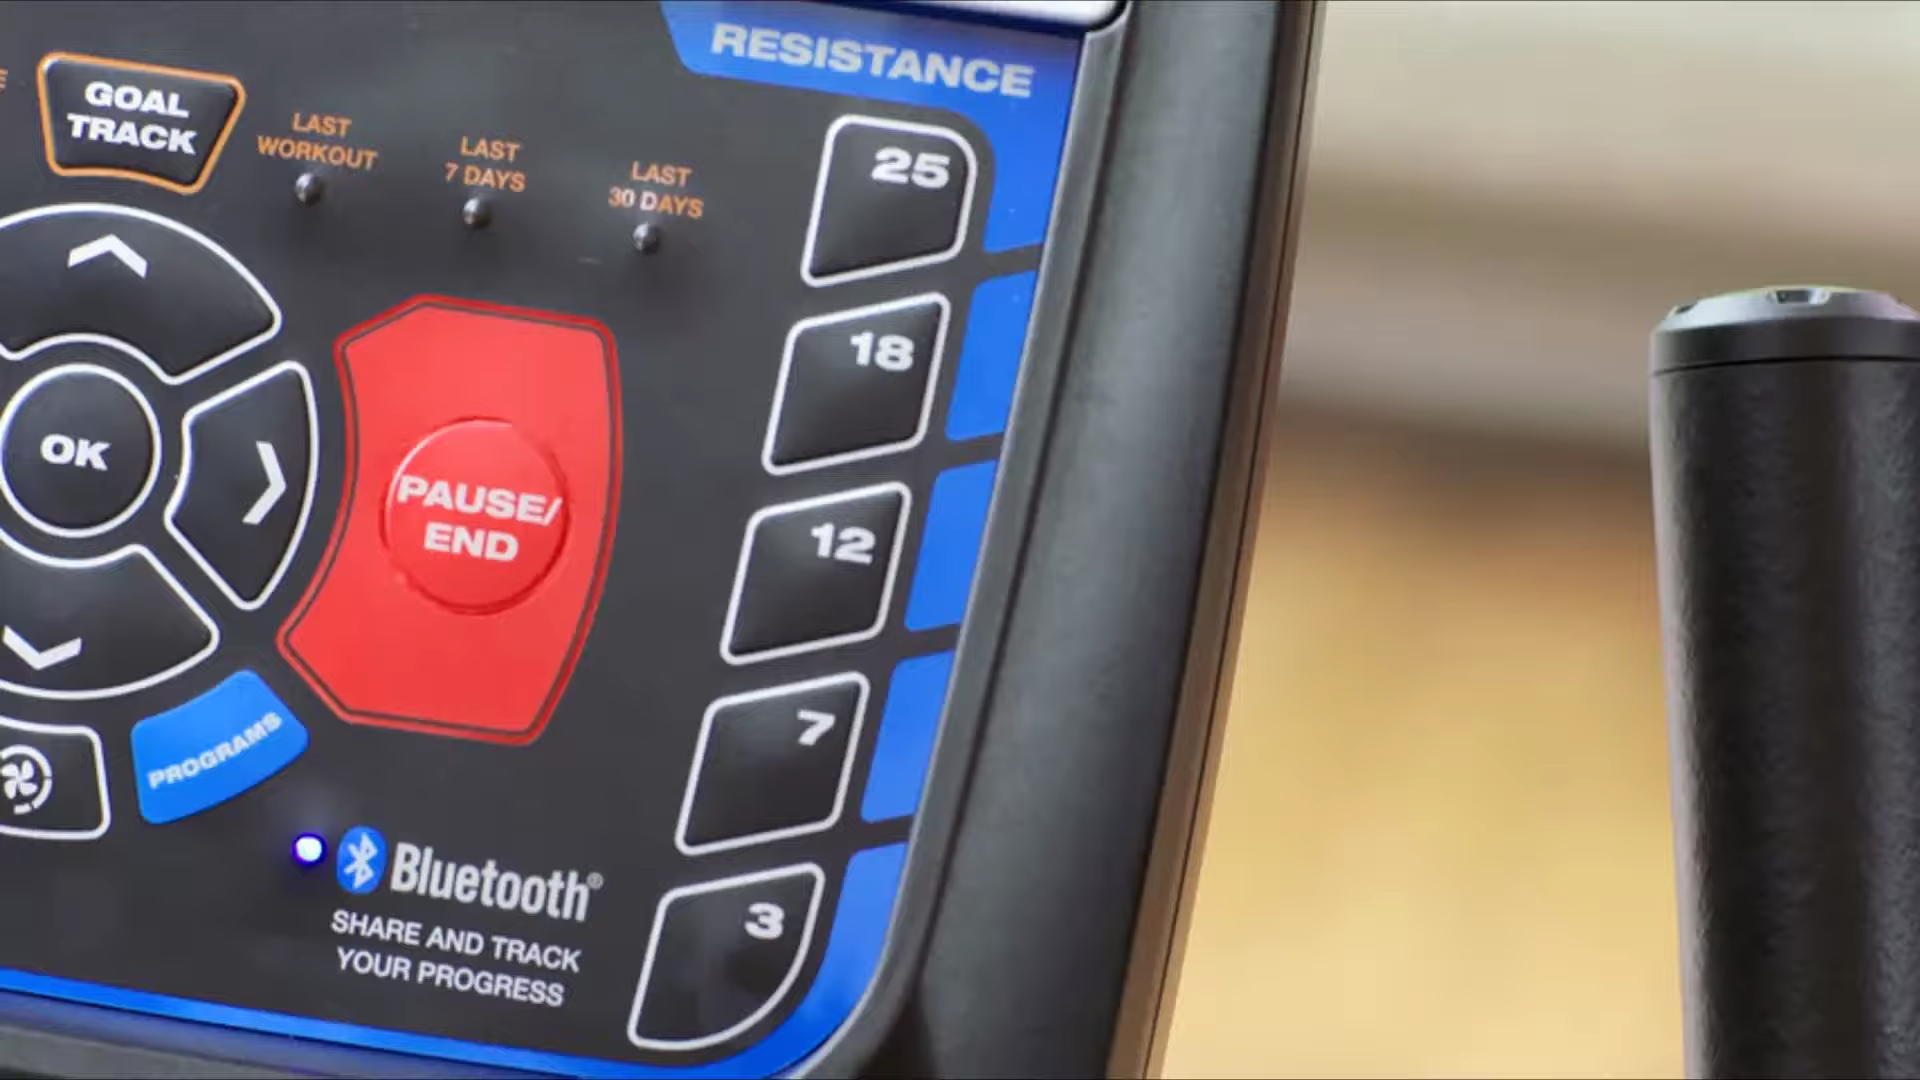 RESISTANCE
GOAL
TRACK
LAST
WORKOUT
LAST
7 DAYS
LAST
30 DAYS
25
18
12
7
3
OK
PAUSE/
END
PROGRAMS
Bluetooth®
SHARE AND TRACK
YOUR PROGRESS